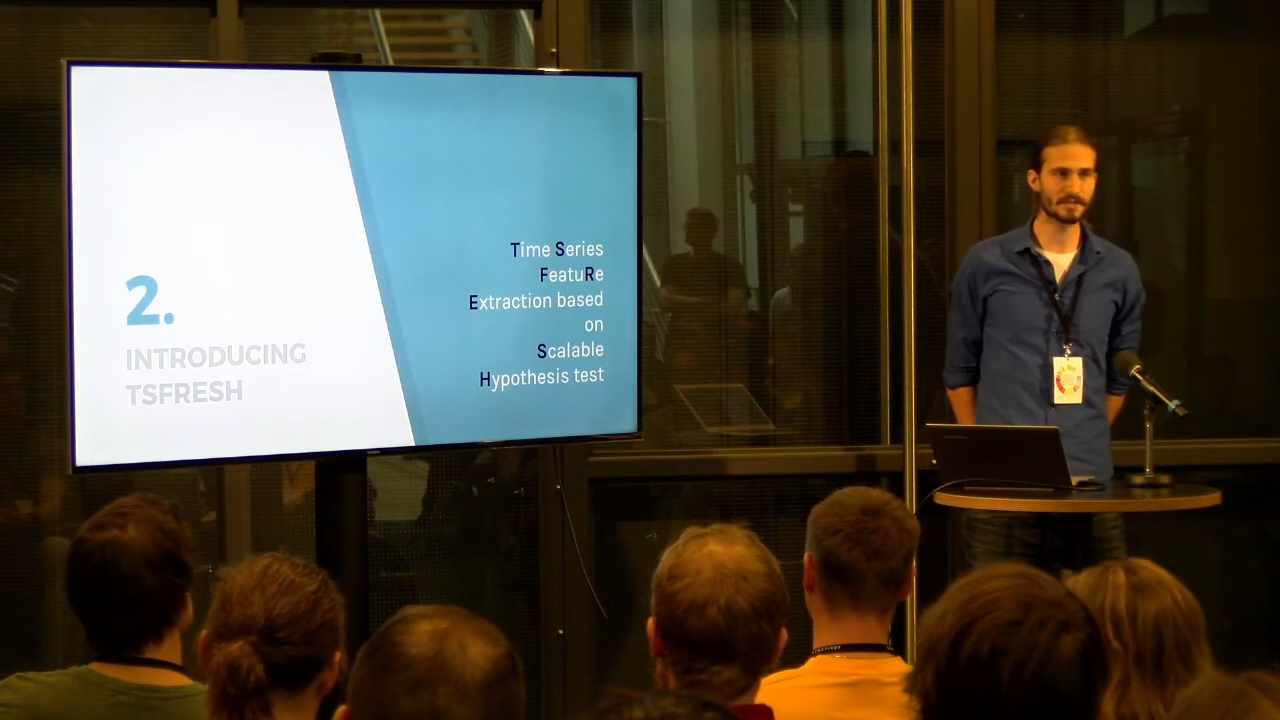 2.
INTRODUCING
TSFRESH
Time Series
FeatuRe
Extraction based
on
Scalable
Hypothesis test